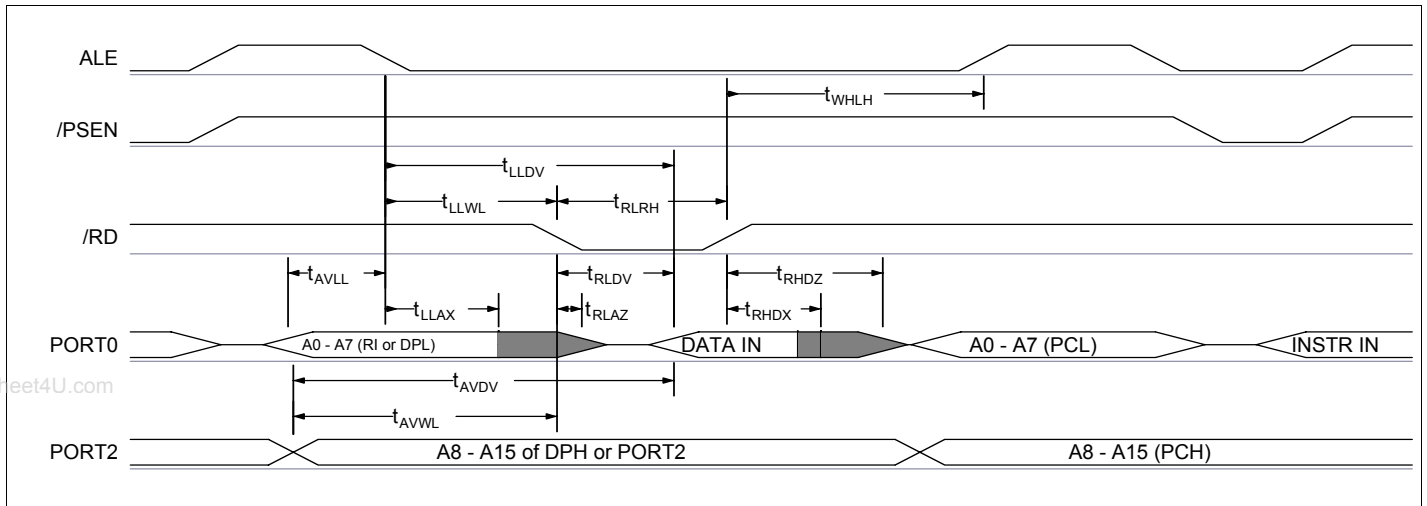 ALE
tWHLH
/PSEN
tLLDV
tLLWL tRLRH
/RD
tAVLL tRLDV tRHDZ
tLLAX tRLAZ tRHDX
PORT0 A0 - A7 (RI or DPL) DATA IN A0 - A7 (PCL) INSTR IN
heet4U.com
tAVDV
tAVWL
PORT2 A8 - A15 of DPH or PORT2 A8 - A15 (PCH)